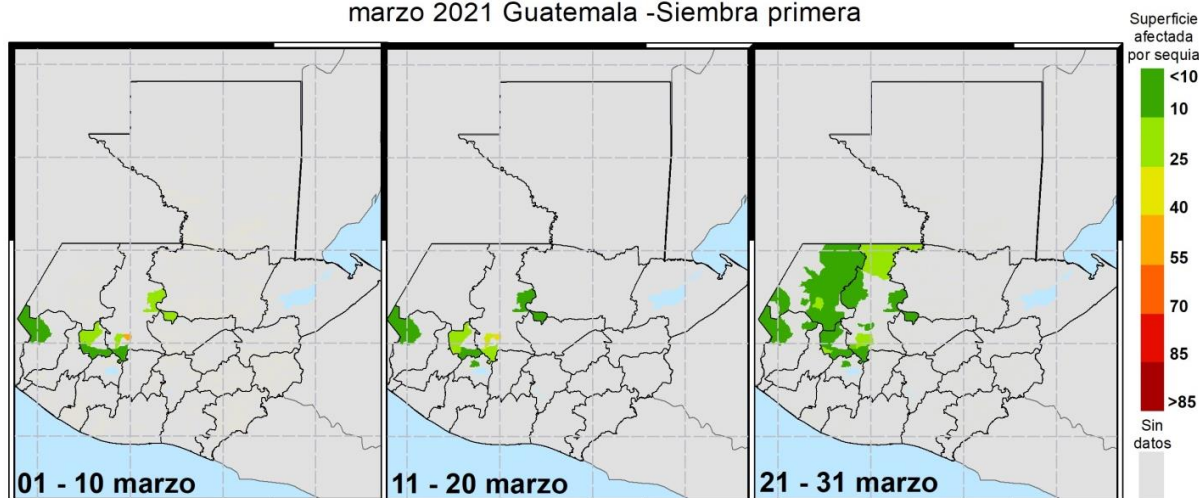 marzo 2021 Guatemala -Siembra primera
Superficie
afectada
por sequia
<10
10
25
40
55
70
85
>85
Sin
datos
01 - 10 marzo
11 - 20 marzo
21 - 31 marzo